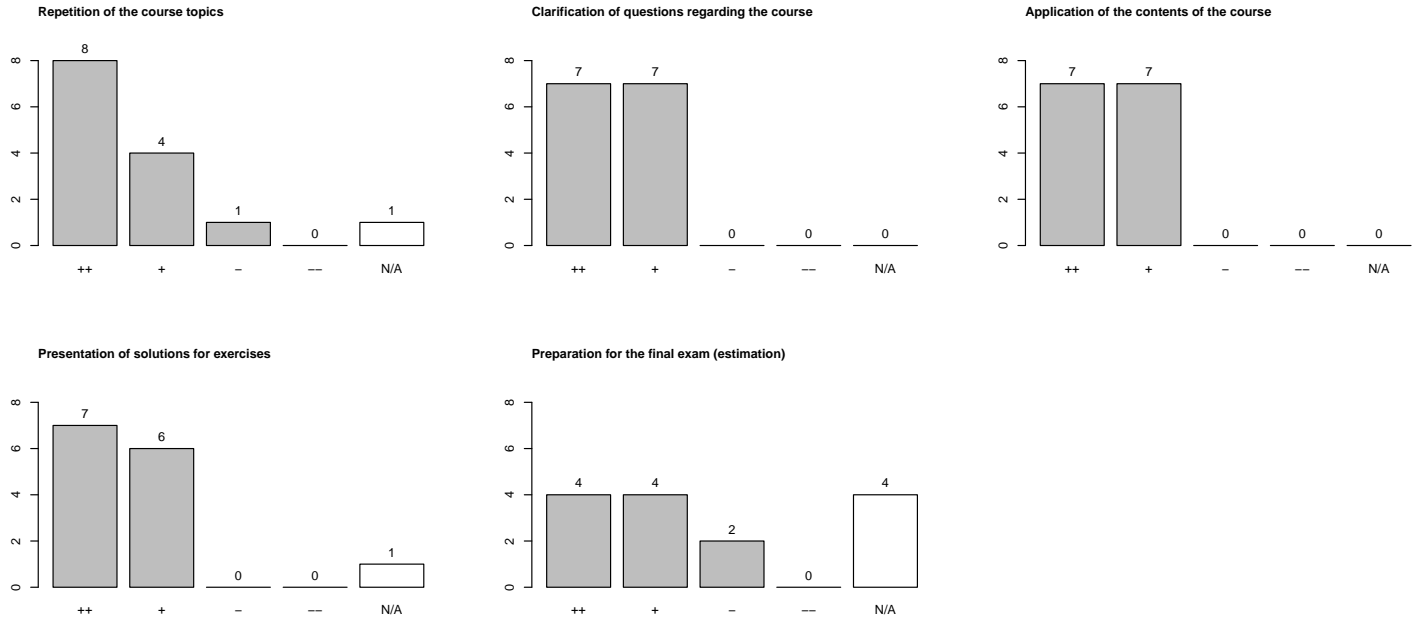 Repetition of the course topics
8
4
1
0
1
0 2 4 6 8
++ + − −− N/A
Clarification of questions regarding the course
7
7
0
0
0
0 2 4 6 8
++ + − −− N/A
Application of the contents of the course
7
7
0
0
0
0 2 4 6 8
++ + − −− N/A
Presentation of solutions for exercises
7
6
0
0
1
0 2 4 6 8
++ + − −− N/A
Preparation for the final exam (estimation)
4
4
2
0
4
0 2 4 6 8
++ + − −− N/A